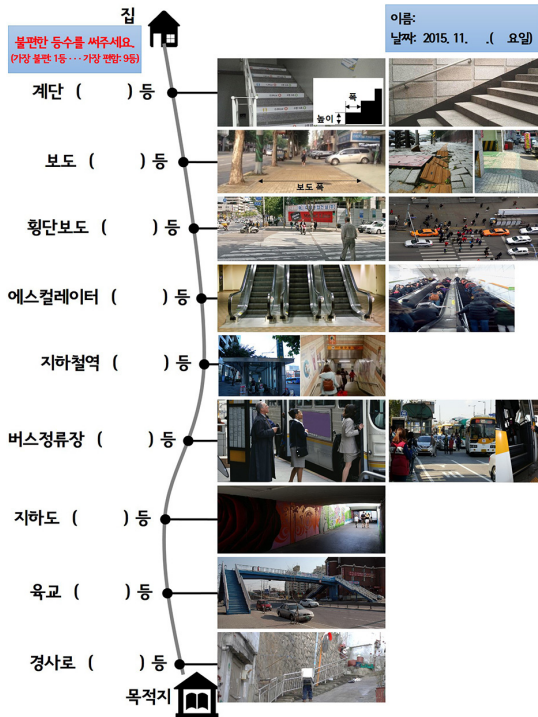 집
이름:
날짜: 2015. 11. .( 요일)
불편한 등수를 써주세요.
(가장 불편: 1등 · · · 가장 편함: 9등)
계단 ( ) 등
폭
높이
보도 ( ) 등
보도 폭
횡단보도 ( ) 등
에스컬레이터 ( ) 등
지하철역 ( ) 등
버스정류장 ( ) 등
지하도 ( ) 등
육교 ( ) 등
경사로 ( ) 등
목적지